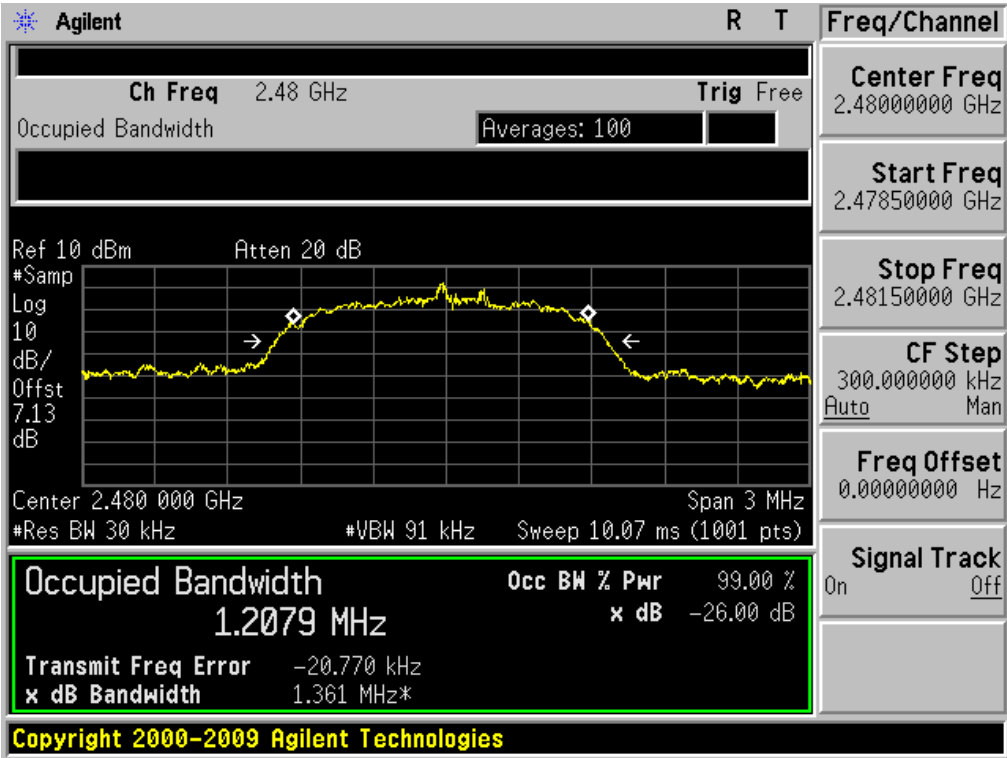 Agilent R T Freq/Channel
Ch Freq 2.48 GHz Trig Free
Occupied Bandwidth Averages: 100
Center Freq
2.48000000 GHz
Start Freq
2.47850000 GHz
Stop Freq
2.48150000 GHz
CF Step
300.000000 kHz
Auto Man
Freq Offset
0.00000000 Hz
Signal Track
On Off
Ref 10 dBm Atten 20 dB
#Samp
Log
10
dB/
Offst
7.13
dB
Center 2.480 000 GHz Span 3 MHz
#Res BW 30 kHz #VBW 91 kHz Sweep 10.07 ms (1001 pts)
Occupied Bandwidth Occ BW % Pwr 99.00 %
1.2079 MHz x dB -26.00 dB
Transmit Freq Error -20.770 kHz
x dB Bandwidth 1.361 MHz*
Copyright 2000-2009 Agilent Technologies